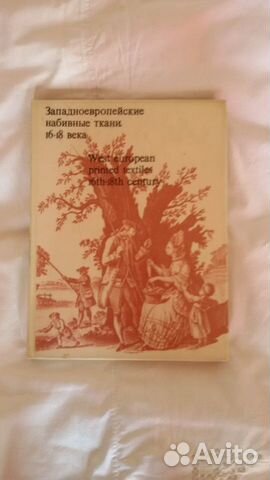 Западноевропейские
набивные ткани
16-18 века
West european
printed textiles
16th-18th century
Avito